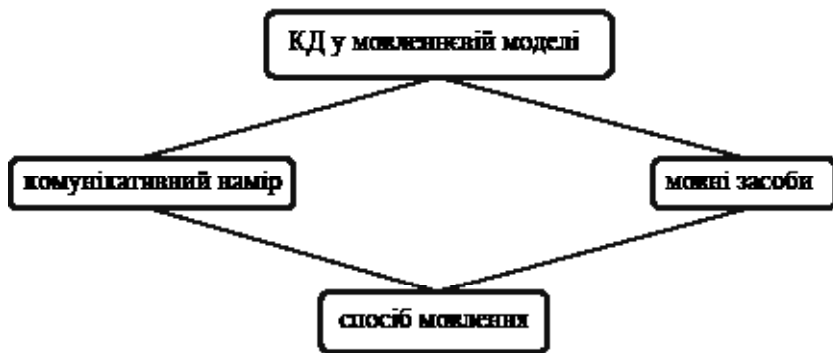 КД у мовленнєвій моделі
комунікативний намір
мовні засоби
спосіб мовлення